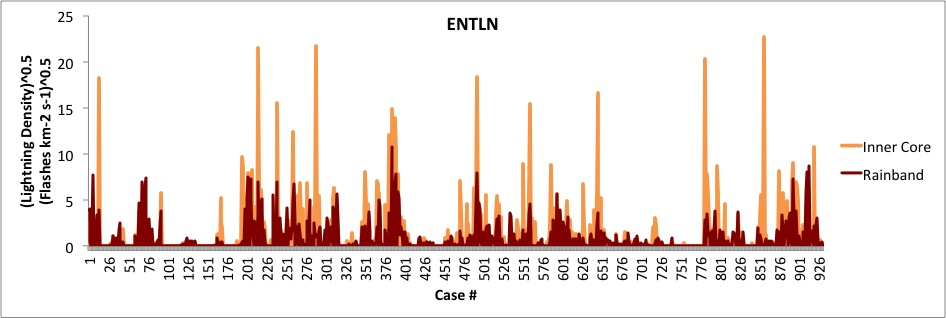 ENTLN
(Lightning Density)^0.5
(Flashes km-2 s-1)^0.5
25
20
15
10
5
0
1 26 51 76 101 126 151 176 201 226 251 276 301 326 351 376 401 426 451 476 501 526 551 576 601 626 651 676 701 726 751 776 801 826 851 876 901 926
Case #
Inner Core
Rainband